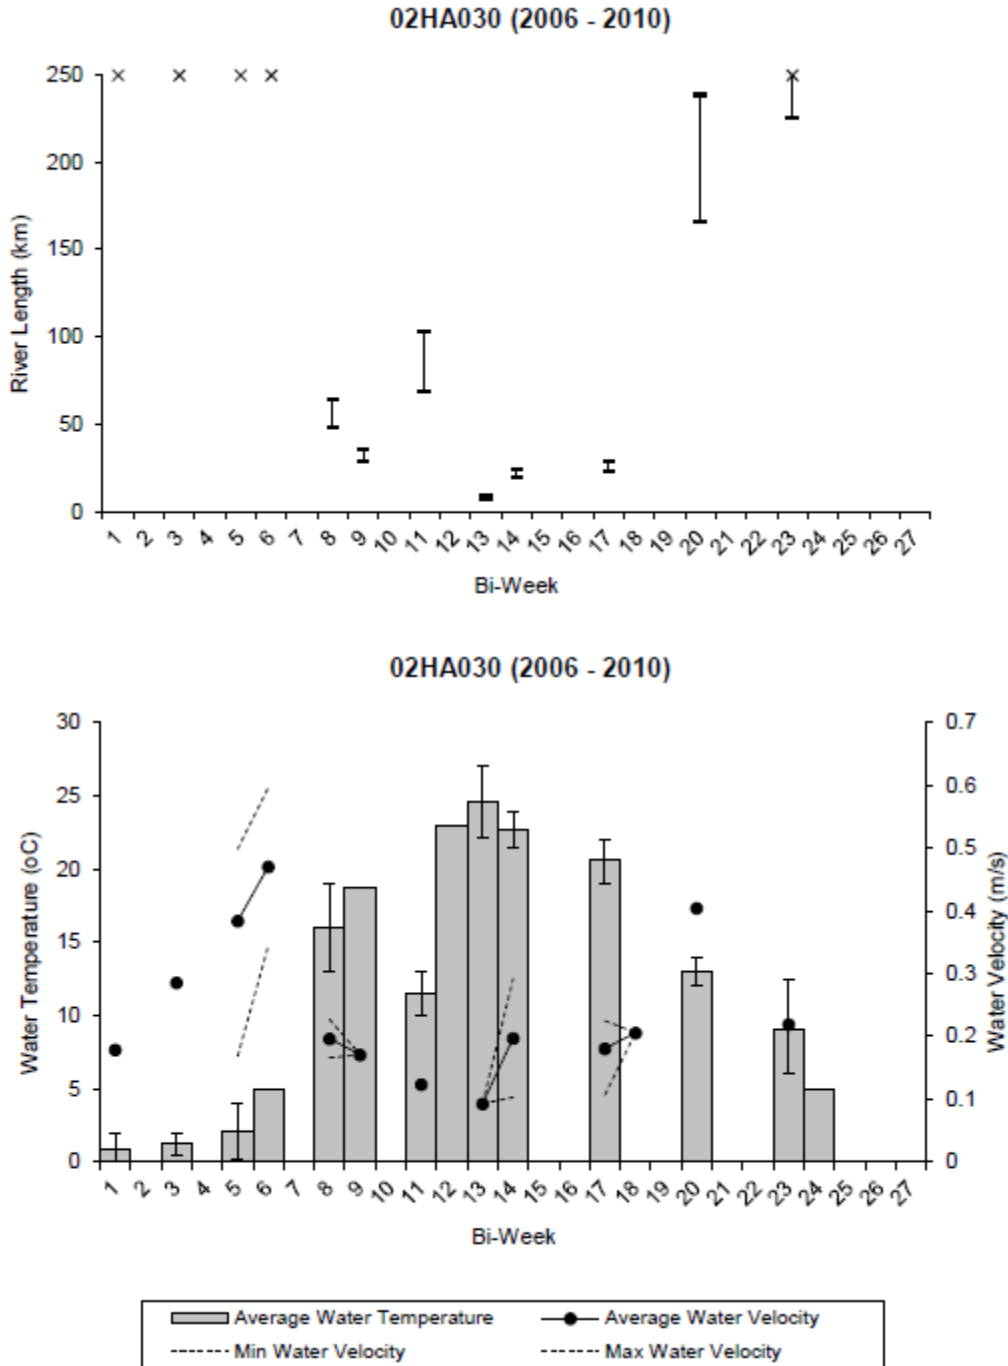 02HA030 (2006 - 2010)
250
200
150
100
50
0
River Length (km)
1 2 3 4 5 6 7 8 9 10 11 12 13 14 15 16 17 18 19 20 21 22 23 24 25 26 27
Bi-Week
02HA030 (2006 - 2010)
30
25
20
15
10
5
0
Water Temperature (oC)
0.7
0.6
0.5
0.4
0.3
0.2
0.1
0
Water Velocity (m/s)
1 2 3 4 5 6 7 8 9 10 11 12 13 14 15 16 17 18 19 20 21 22 23 24 25 26 27
Bi-Week
Average Water Temperature Average Water Velocity
Min Water Velocity Max Water Velocity